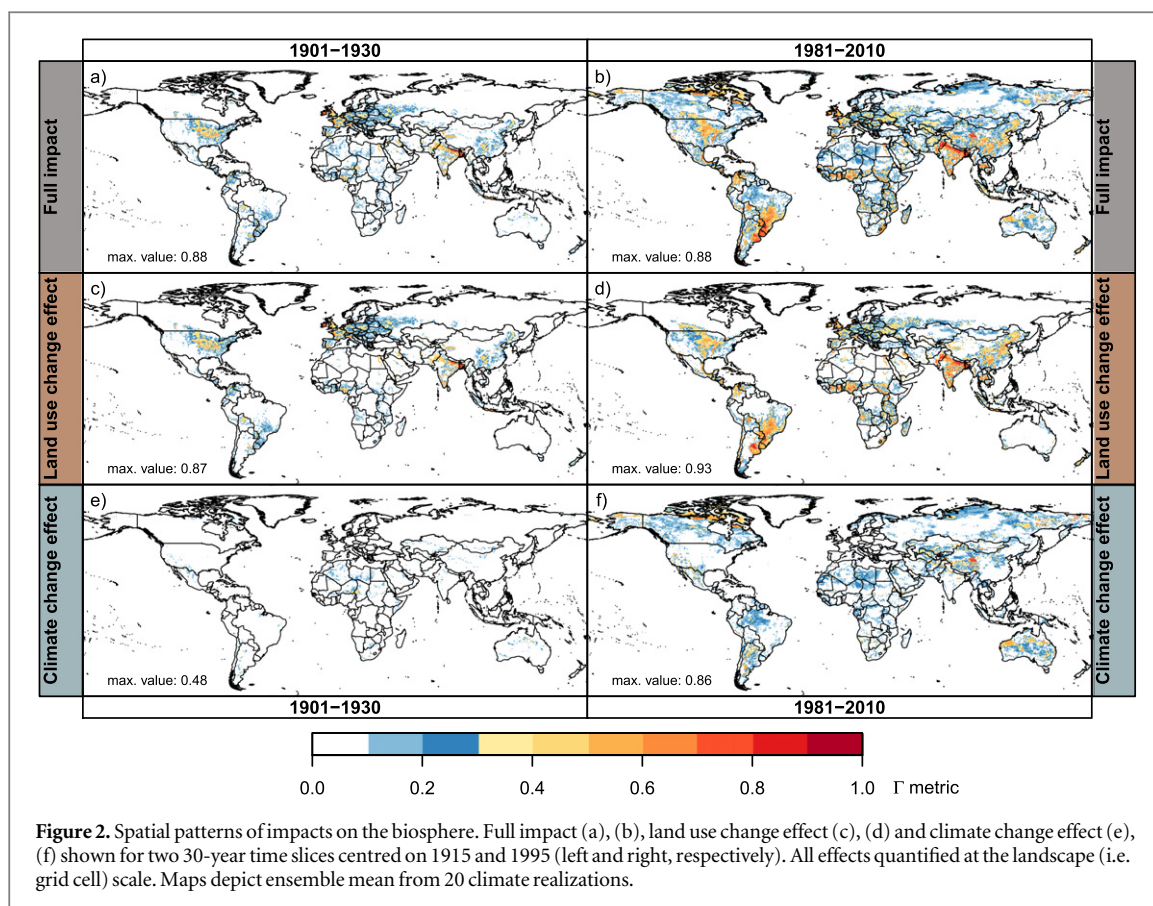 1901−1930
1981−2010
Full impact
a)
max. value: 0.88
b)
max. value: 0.88
Full impact
Land use change effect
c)
max. value: 0.87
d)
max. value: 0.93
Land use change effect
Climate change effect
e)
max. value: 0.48
f)
max. value: 0.86
Climate change effect
1901−1930
1981−2010
0.0 0.2 0.4 0.6 0.8 1.0 Γ metric
Figure 2. Spatial patterns of impacts on the biosphere. Full impact (a), (b), land use change effect (c), (d) and climate change effect (e),
(f) shown for two 30-year time slices centred on 1915 and 1995 (left and right, respectively). All effects quantified at the landscape (i.e.
grid cell) scale. Maps depict ensemble mean from 20 climate realizations.